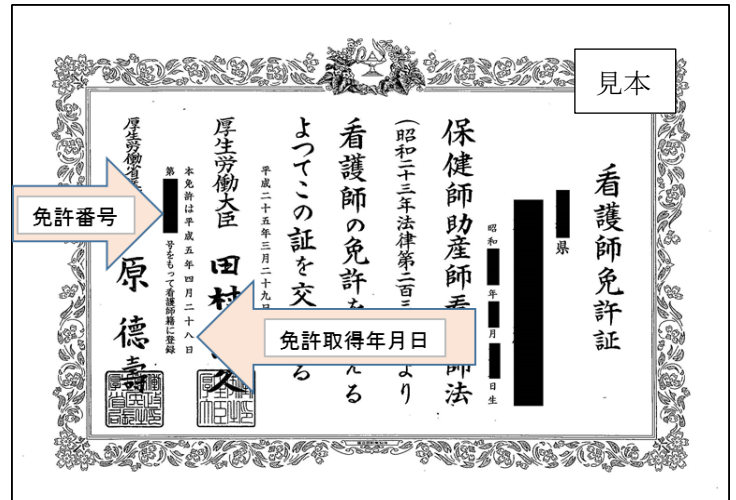 見本
看護師免許証
県
昭和 年 月 日生
保健師助産師看 師法
(昭和二十三年法律第二百三 より
看護師の免許を える
よつてこの証を交 る
平成二十五年三月二十九日
厚生労働大臣 田村 久
本免許は平成五年四月二十八日
第 号をもって看護師籍に登録
厚生労働省 原 德壽
免許番号
免許取得年月日